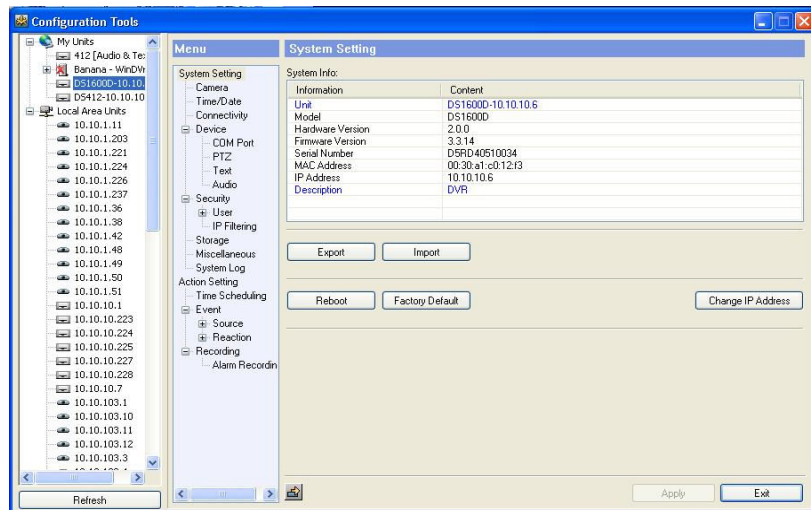 Configuration Tools
My Units
412 [Audio & Te:
Banana - WinDVr
DS1600D-10.10.
DS412-10.10.10
Local Area Units
10.10.1.11
10.10.1.203
10.10.1.221
10.10.1.224
10.10.1.226
10.10.1.237
10.10.1.36
10.10.1.38
10.10.1.42
10.10.1.48
10.10.1.49
10.10.1.50
10.10.1.51
10.10.10.1
10.10.10.223
10.10.10.224
10.10.10.225
10.10.10.227
10.10.10.228
10.10.10.7
10.10.103.1
10.10.103.10
10.10.103.11
10.10.103.12
10.10.103.3
Refresh
Menu
System Setting
Camera
Time/Date
Connectivity
Device
COM Port
PTZ
Text
Audio
Security
User
IP Filtering
Storage
Miscellaneous
System Log
Action Setting
Time Scheduling
Event
Source
Reaction
Recording
Alarm Recordin
System Setting
System Info:
Information Content
Unit DS1600D-10.10.10.6
Model DS1600D
Hardware Version 2.0.0
Firmware Version 3.3.14
Serial Number D5RD40510034
MAC Address 00:30:a1:c0:12:f3
IP Address 10.10.10.6
Description DVR
Export Import
Reboot Factory Default Change IP Address
Apply Exit